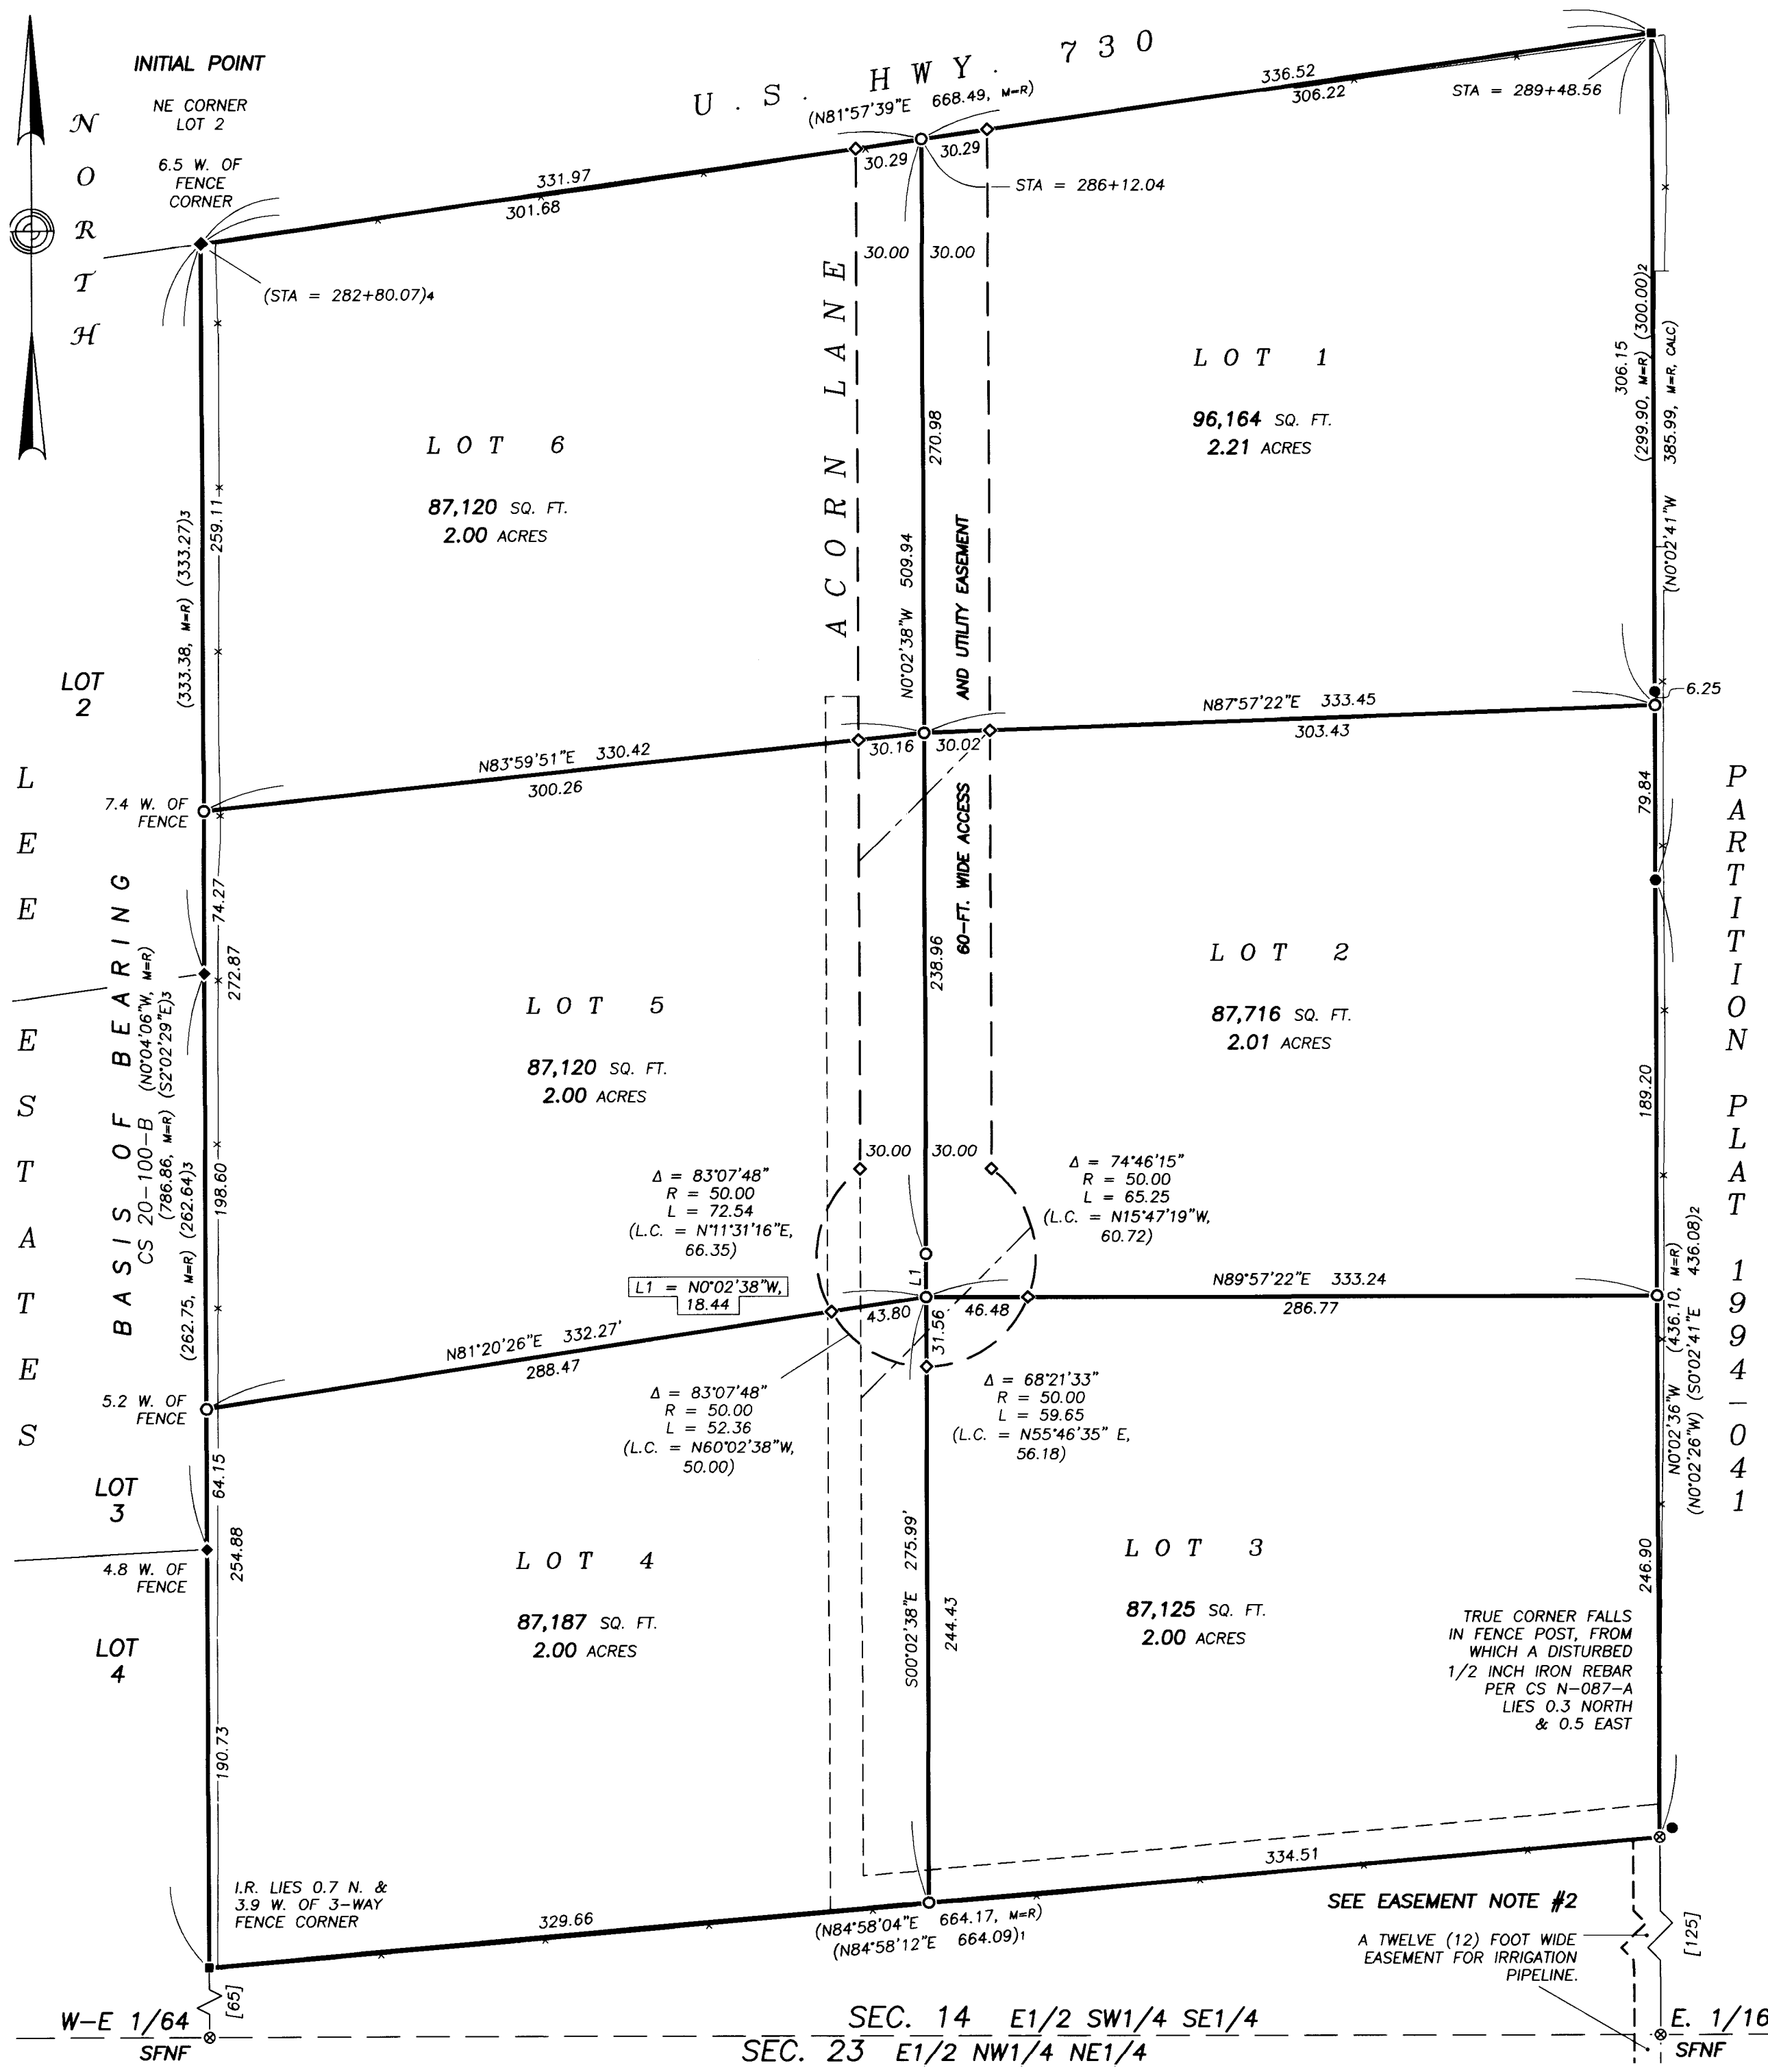 INITIAL POINT
NE CORNER
LOT 2
6.5 W. OF
FENCE
CORNER
NORTH
U.S. HWY. 730
(N81°57'39"E 668.49, M=R)
336.52
306.22
STA = 289+48.56
331.97
301.68
30.29
30.29
STA = 286+12.04
(STA = 282+80.07)4
30.00
30.00
ACORN LANE
LOT 1
96,164 SQ. FT.
2.21 ACRES
306.15
(299.90, M=R) (300.00)2
385.99, M=R, CALC)
(N0°02'41"W
LOT 6
87,120 SQ. FT.
2.00 ACRES
270.98
N0°02'38"W 509.94
AND UTILITY EASEMENT
60-FT. WIDE ACCESS
259.11
(333.38, M=R) (333.27)3
LOT
2
6.25
N87°57'22"E 333.45
303.43
N83°59'51"E 330.42
300.26
30.16
30.02
7.4 W. OF
FENCE
79.84
LEE ESTATES
BASIS OF BEARING
CS 20-100-B
(N0°04'06"W, M=R)
(786.86, M=R) (S2°02'29"E)3
(262.75, M=R) (262.64)3
74.27
272.87
198.60
238.96
LOT 5
87,120 SQ. FT.
2.00 ACRES
LOT 2
87,716 SQ. FT.
2.01 ACRES
189.20
PARTITION PLAT 1994-041
30.00
30.00
Δ = 83°07'48"
R = 50.00
L = 72.54
(L.C. = N°11°31'16"E,
66.35)
Δ = 74°46'15"
R = 50.00
L = 65.25
(L.C. = N15°47'19"W,
60.72)
L1 = N0°02'38"W,
18.44
L1
N89°57'22"E 333.24
286.77
43.80
46.48
31.56
N81°20'26"E 332.27'
288.47
5.2 W. OF
FENCE
Δ = 83°07'48"
R = 50.00
L = 52.36
(L.C. = N60°02'38"W,
50.00)
Δ = 68°21'33"
R = 50.00
L = 59.65
(L.C. = N55°46'35" E,
56.18)
(436.10, M=R)
N0°02'36"W
(S0°02'41"E 436.08)2
(N0°02'26"W)
LOT
3
64.15
254.88
4.8 W. OF
FENCE
LOT
4
LOT 4
87,187 SQ. FT.
2.00 ACRES
S00°02'38"E 275.99'
244.43
LOT 3
87,125 SQ. FT.
2.00 ACRES
246.90
TRUE CORNER FALLS
IN FENCE POST, FROM
WHICH A DISTURBED
1/2 INCH IRON REBAR
PER CS N-087-A
LIES 0.3 NORTH
& 0.5 EAST
190.73
I.R. LIES 0.7 N. &
3.9 W. OF 3-WAY
FENCE CORNER
329.66
334.51
(N84°58'04"E 664.17, M=R)
(N84°58'12"E 664.09)1
SEE EASEMENT NOTE #2
A TWELVE (12) FOOT WIDE
EASEMENT FOR IRRIGATION
PIPELINE.
[65]
[125]
W-E 1/64
SFNF
SEC. 14 E1/2 SW1/4 SE1/4
SEC. 23 E1/2 NW1/4 NE1/4
E. 1/16
SFNF